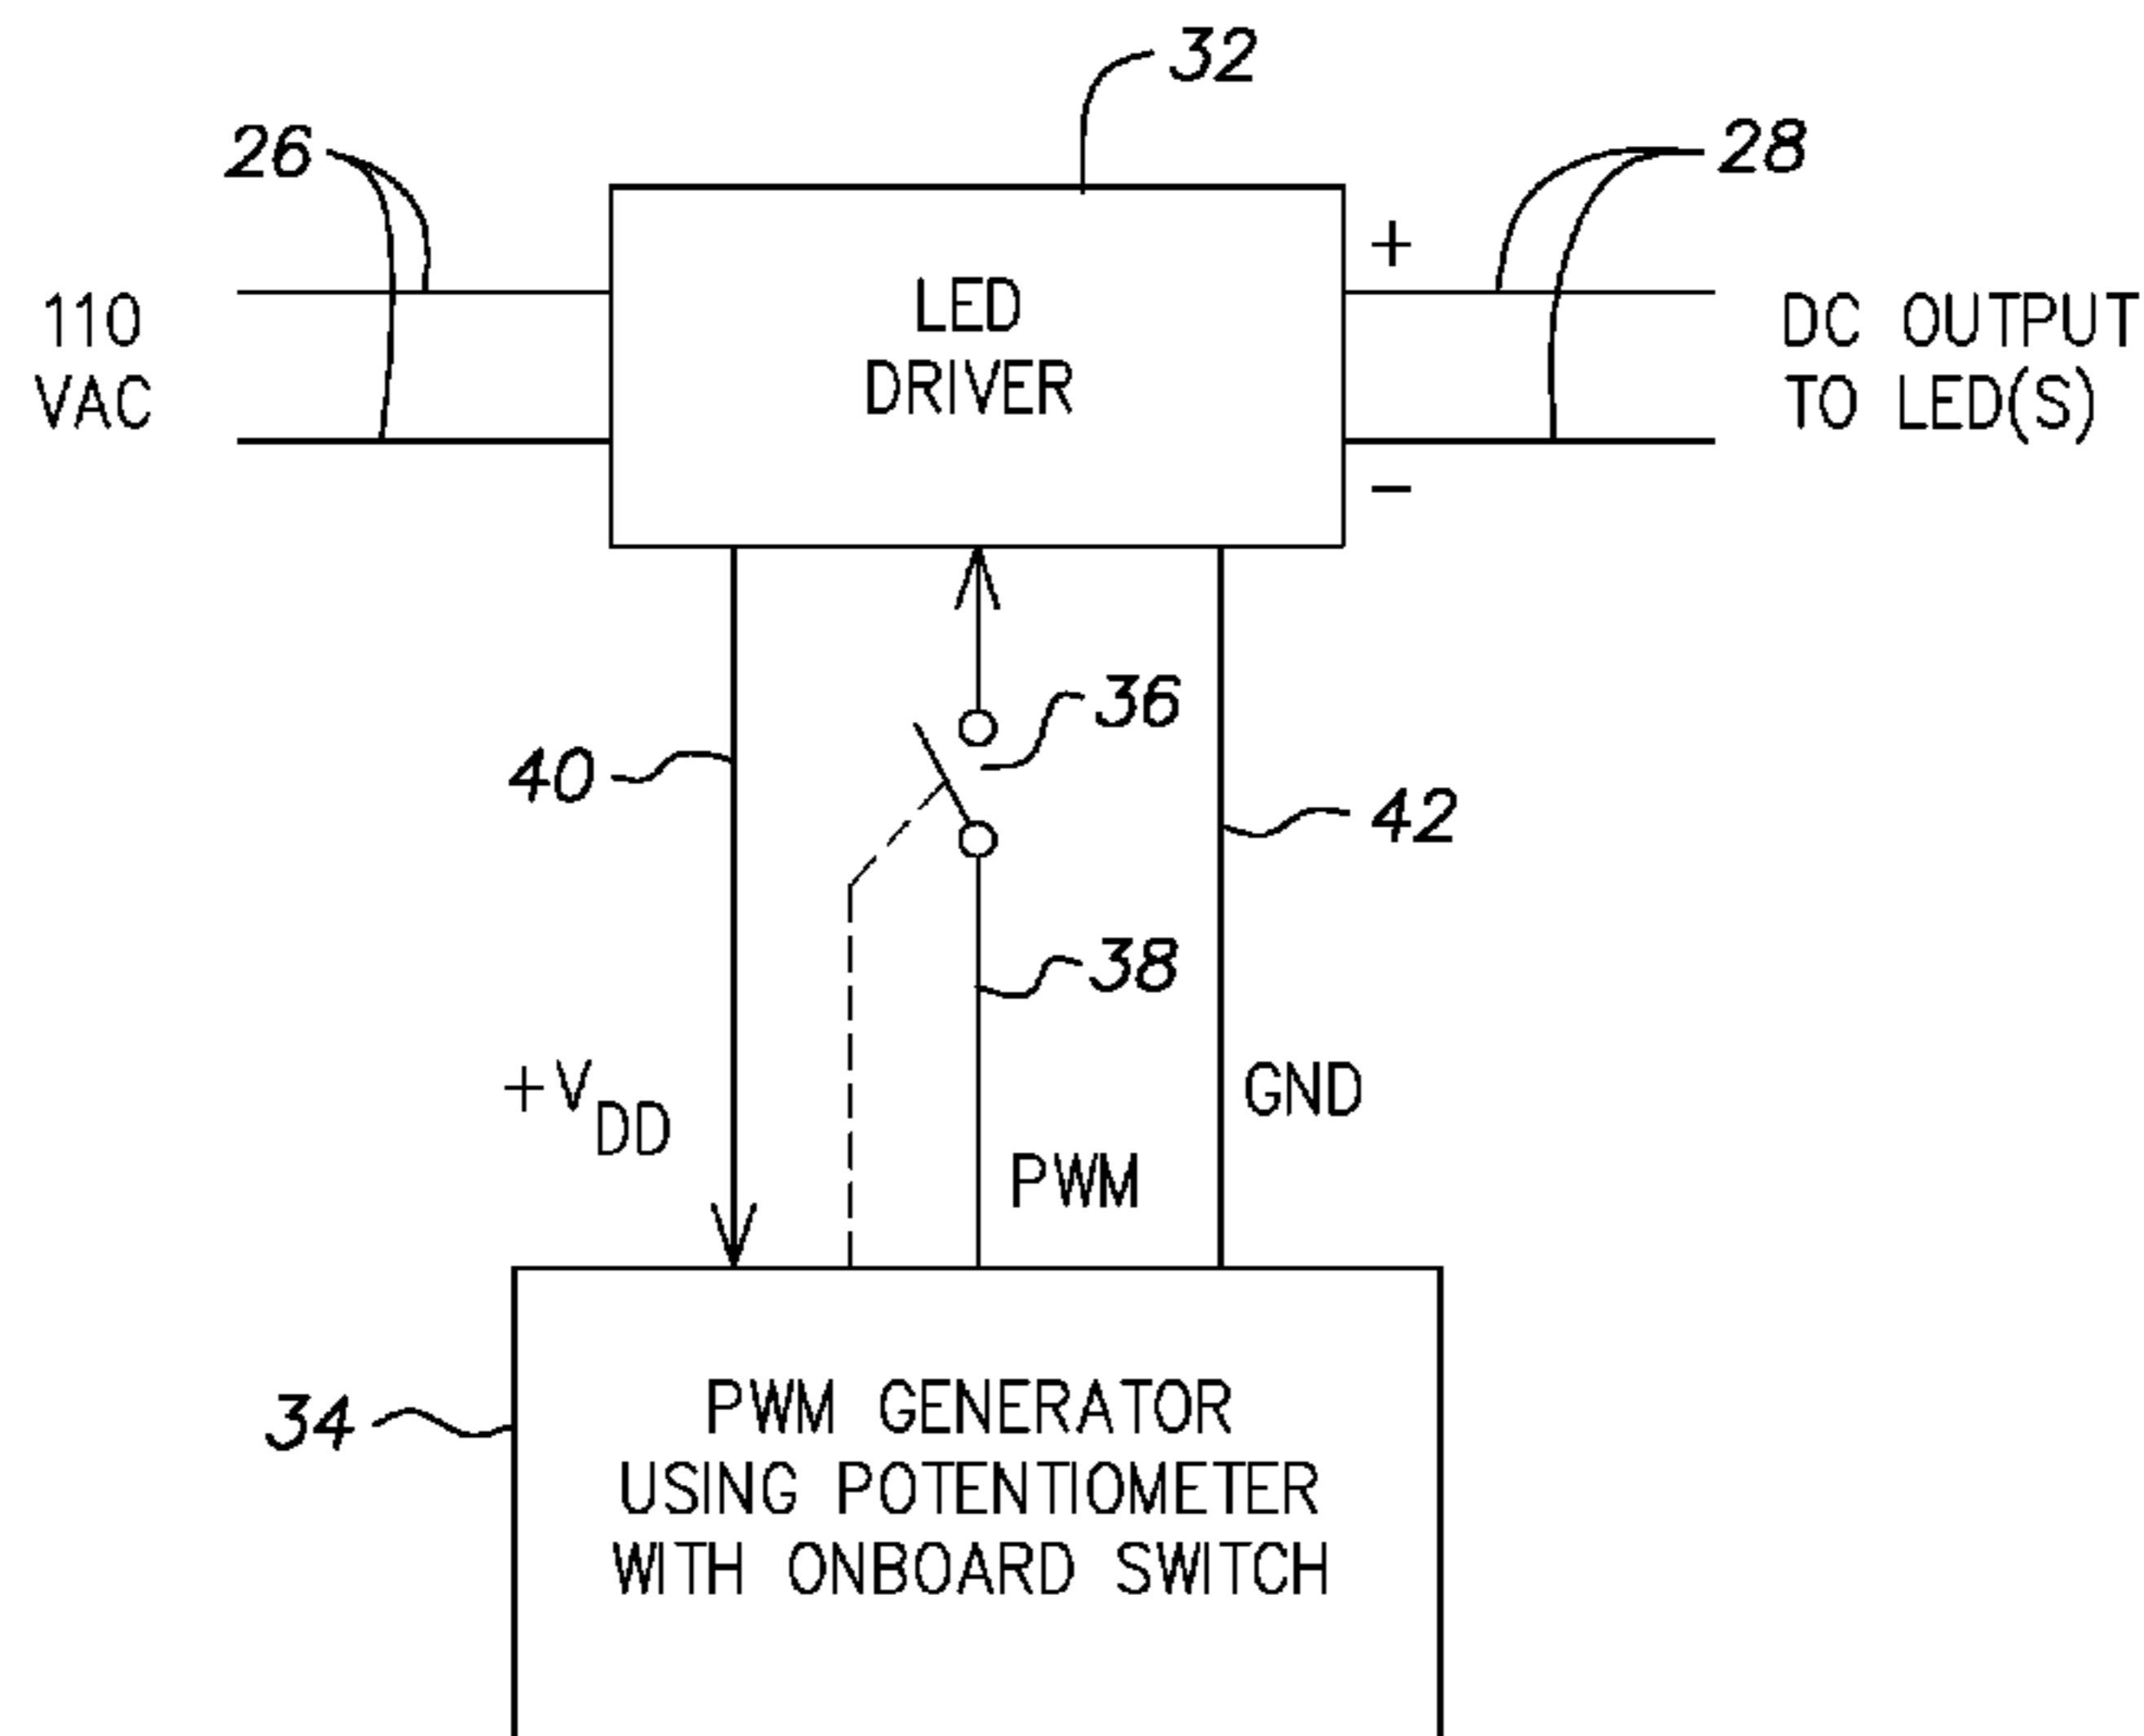 32
26
28
+
LED
DRIVER
110
VAC
DC OUTPUT
TO LED(S)
−
36
40
42
38
+VDD
GND
PWM
34
PWM GENERATOR
USING POTENTIOMETER
WITH ONBOARD SWITCH